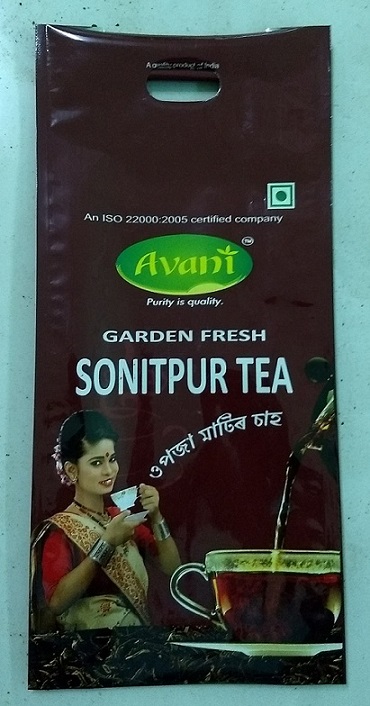 A quality product of India
An ISO 22000:2005 certified company
Avani TM
Purity is quality.
GARDEN FRESH
SONITPUR TEA
ওপজা মাটিৰ চাহ